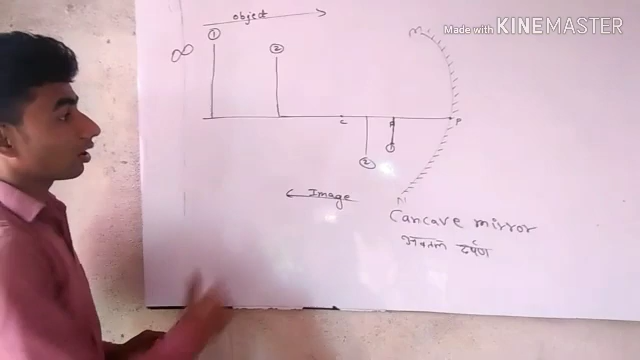 Made with KINEMASTER
object
M
∞
①
②
C
F
P
②
①
Image
N
Cancave mirror
अवतल दर्पण